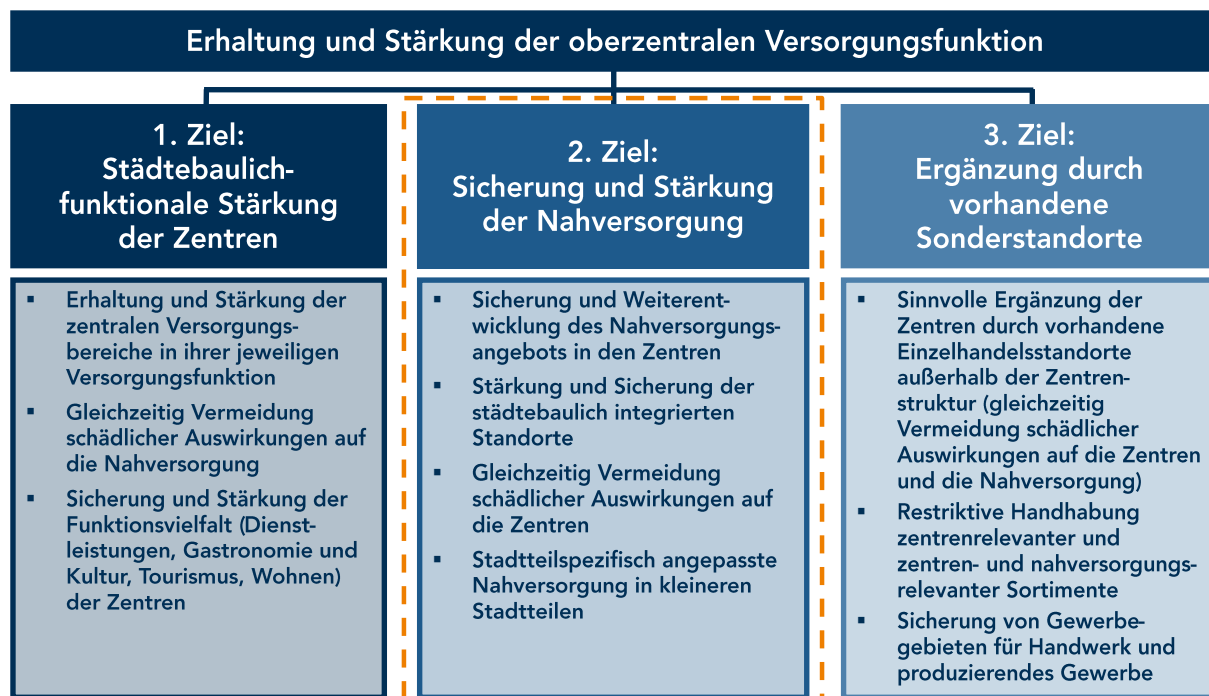 Erhaltung und Stärkung der oberzentralen Versorgungsfunktion
1. Ziel:
Städtebaulich-
funktionale Stärkung
der Zentren
▪ Erhaltung und Stärkung der
zentralen Versorgungs-
bereiche in ihrer jeweiligen
Versorgungsfunktion
▪ Gleichzeitig Vermeidung
schädlicher Auswirkungen auf
die Nahversorgung
▪ Sicherung und Stärkung der
Funktionsvielfalt (Dienst-
leistungen, Gastronomie und
Kultur, Tourismus, Wohnen)
der Zentren
2. Ziel:
Sicherung und Stärkung
der Nahversorgung
▪ Sicherung und Weiterent-
wicklung des Nahversorgungs-
angebots in den Zentren
▪ Stärkung und Sicherung der
städtebaulich integrierten
Standorte
▪ Gleichzeitig Vermeidung
schädlicher Auswirkungen auf
die Zentren
▪ Stadtteilspezifisch angepasste
Nahversorgung in kleineren
Stadtteilen
3. Ziel:
Ergänzung durch
vorhandene
Sonderstandorte
▪ Sinnvolle Ergänzung der
Zentren durch vorhandene
Einzelhandelsstandorte
außerhalb der Zentren-
struktur (gleichzeitig
Vermeidung schädlicher
Auswirkungen auf die Zentren
und die Nahversorgung)
▪ Restriktive Handhabung
zentrenrelevanter und
zentren- und nahversorgungs-
relevanter Sortimente
▪ Sicherung von Gewerbe-
gebieten für Handwerk und
produzierendes Gewerbe